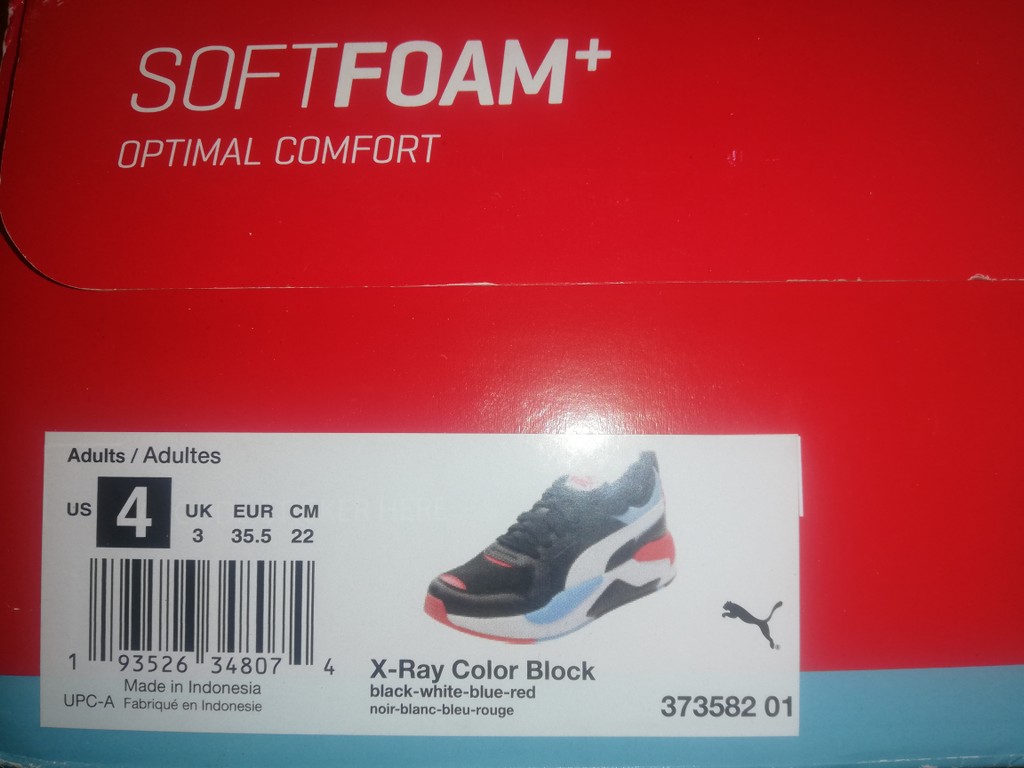 SOFTFOAM+
OPTIMAL COMFORT
Adults / Adultes
US 4 UK EUR CM
3 35.5 22
1 93526 34807 4
Made in Indonesia
UPC-A Fabriqué en Indonesie
X-Ray Color Block
black-white-blue-red
noir-blanc-bleu-rouge
373582 01